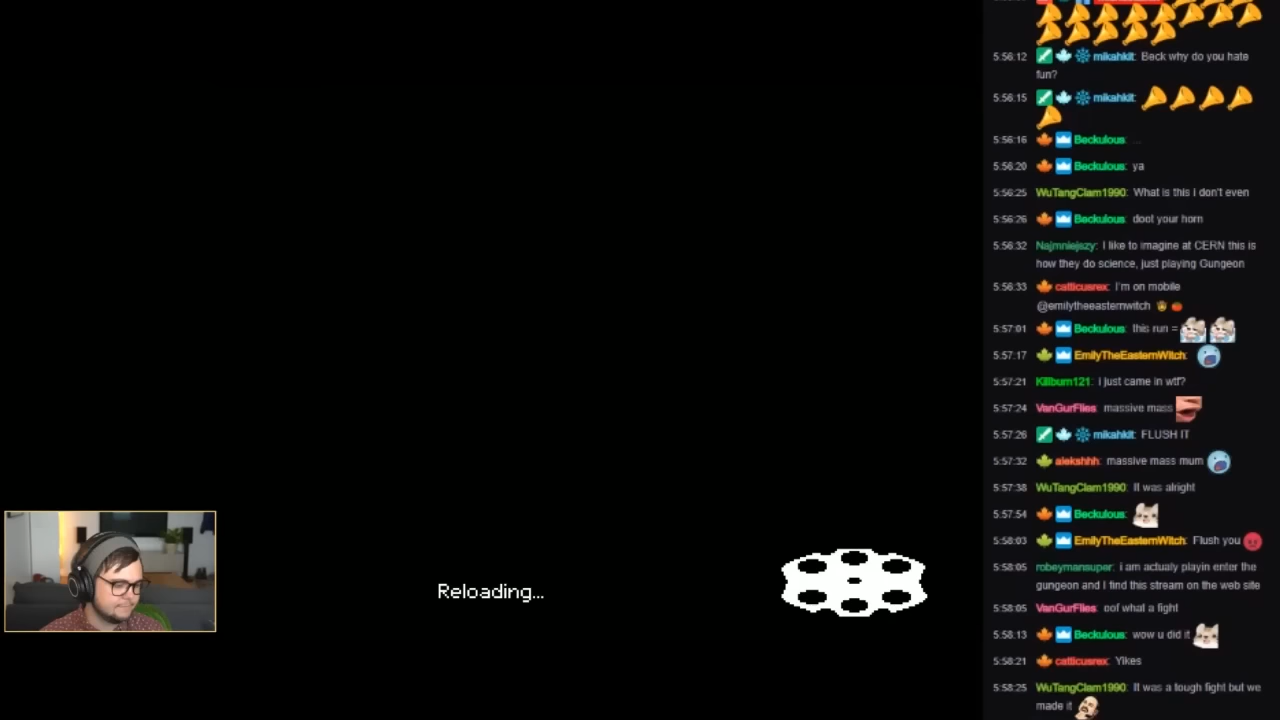 5:56:12 mikahkit: Beck why do you hate
fun?
5:56:15 mikahkit:
5:56:16 Beckulous: ...
5:56:20 Beckulous: ya
5:56:25 WuTangClam1990: What is this I don't even
5:56:26 Beckulous: doot your horn
5:56:32 Najmniejszy: I like to imagine at CERN this is
how they do science, just playing Gungeon
5:56:33 catticusrex: I'm on mobile
@emilytheeasternwitch
5:57:01 Beckulous: this run =
5:57:17 EmilyTheEasternWitch:
5:57:21 Killburn121: I just came in wtf?
5:57:24 VanGurFlies: massive mass
5:57:26 mikahkit: FLUSH IT
5:57:32 alekshhh: massive mass mum
5:57:38 WuTangClam1990: It was alright
5:57:54 Beckulous:
5:58:03 EmilyTheEasternWitch: Flush you
5:58:05 robeymansuper: i am actualy playin enter the
gungeon and I find this stream on the web site
5:58:05 VanGurFlies: oof what a fight
5:58:13 Beckulous: wow u did it
5:58:21 catticusrex: Yikes
5:58:25 WuTangClam1990: It was a tough fight but we
made it
Reloading...